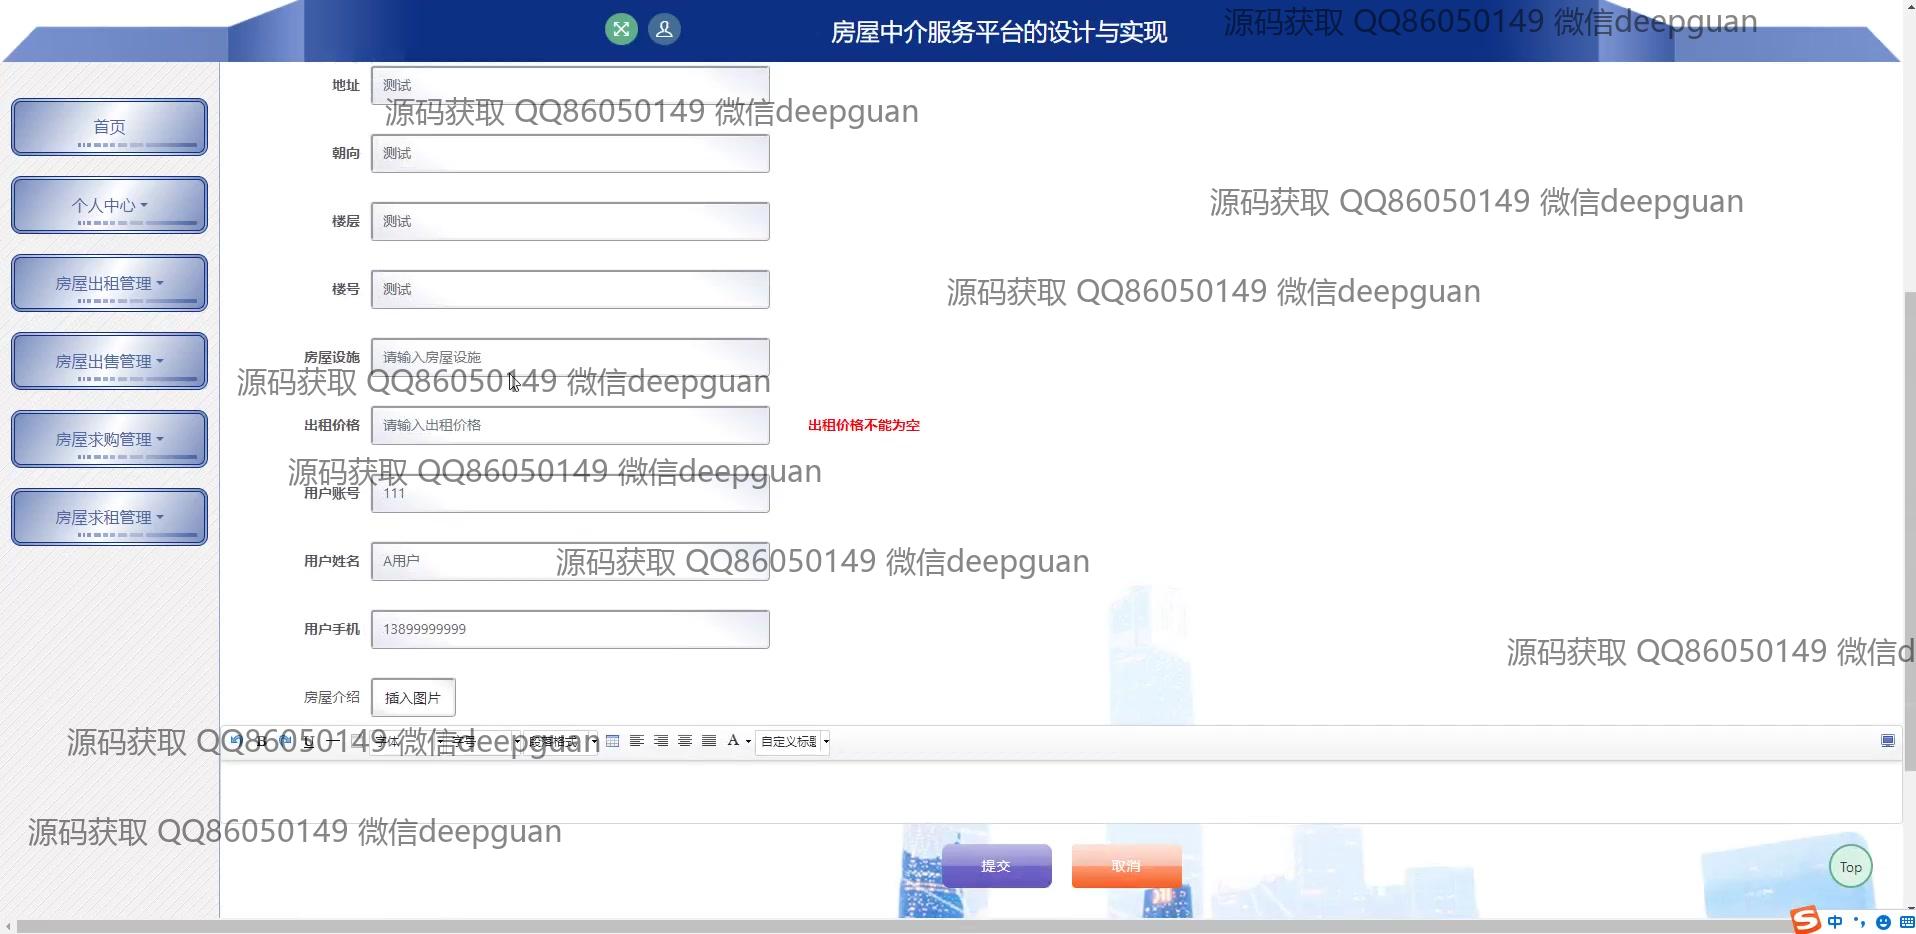 房屋中介服务平台的设计与实现
源码获取 QQ86050149 微信deepguan
地址 测试
源码获取 QQ86050149 微信deepguan
首页
朝向 测试
个人中心
源码获取 QQ86050149 微信deepguan
楼层 测试
房屋出租管理
楼号 测试
源码获取 QQ86050149 微信deepguan
房屋出售管理
房屋设施 请输入房屋设施
源码获取 QQ86050149 微信deepguan
出租价格 请输入出租价格 出租价格不能为空
房屋求购管理
源码获取 QQ86050149 微信deepguan
用户账号 111
房屋求租管理
用户姓名 A用户
源码获取 QQ86050149 微信deepguan
用户手机 13899999999
源码获取 QQ86050149 微信d
房屋介绍 插入图片
源码获取 QQ86050149 微信deepguan
B U 字体 字号 段落格式 A 自定义标题
源码获取 QQ86050149 微信deepguan
提交 取消
Top
S 中